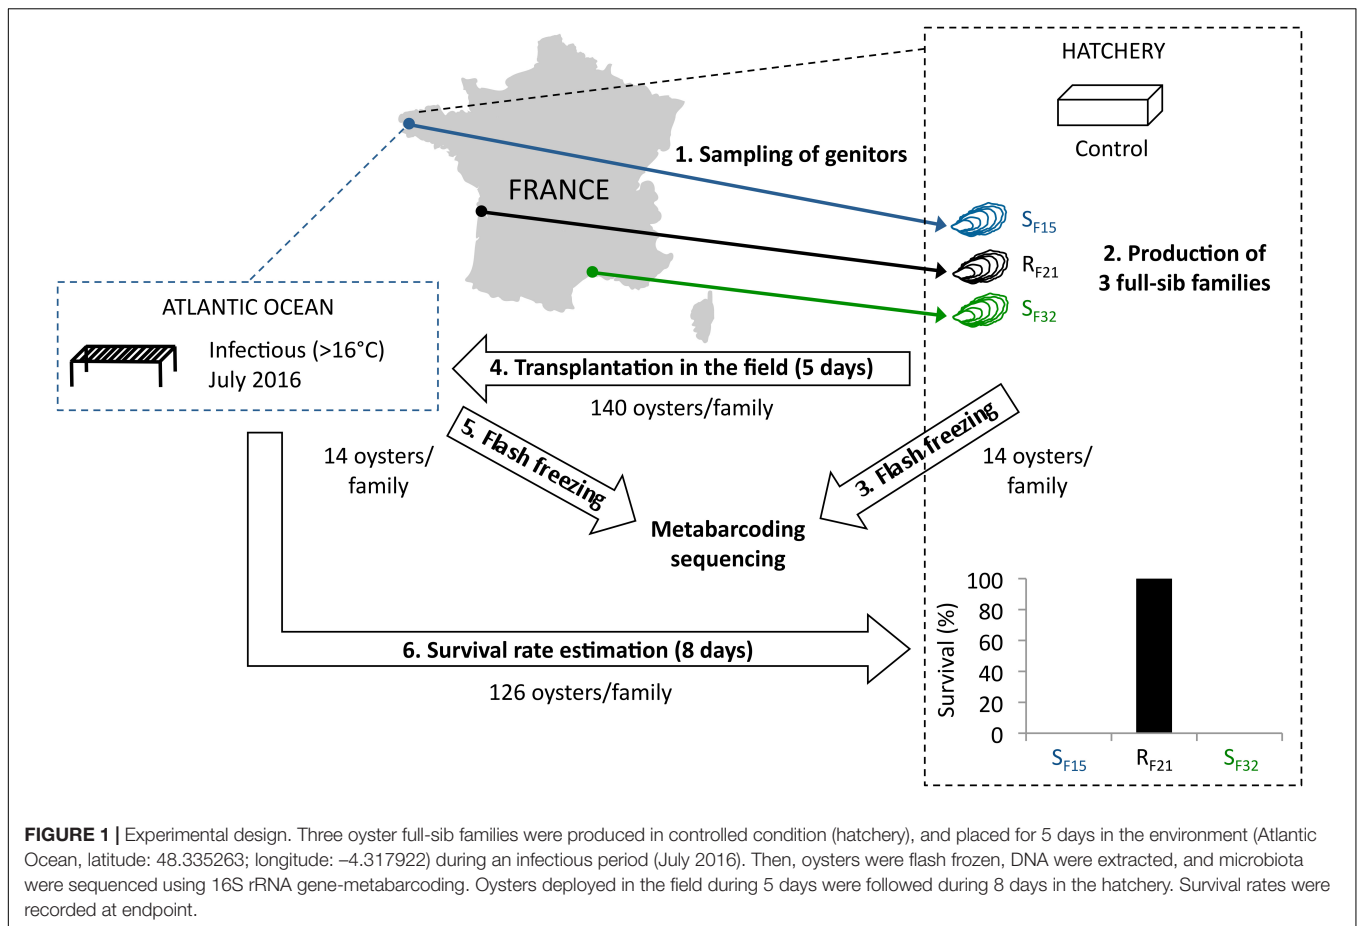 HATCHERY
Control
1. Sampling of genitors
FRANCE
S_F15
R_F21
S_F32
2. Production of
3 full-sib families
ATLANTIC OCEAN
Infectious (>16°C)
July 2016
4. Transplantation in the field (5 days)
140 oysters/family
5. Flash freezing
14 oysters/
family
3. Flash freezing
14 oysters/
family
Metabarcoding
sequencing
6. Survival rate estimation (8 days)
126 oysters/family
Survival (%)
100
80
60
40
20
0
S_F15
R_F21
S_F32
FIGURE 1 | Experimental design. Three oyster full-sib families were produced in controlled condition (hatchery), and placed for 5 days in the environment (Atlantic
Ocean, latitude: 48.335263; longitude: –4.317922) during an infectious period (July 2016). Then, oysters were flash frozen, DNA were extracted, and microbiota
were sequenced using 16S rRNA gene-metabarcoding. Oysters deployed in the field during 5 days were followed during 8 days in the hatchery. Survival rates were
recorded at endpoint.